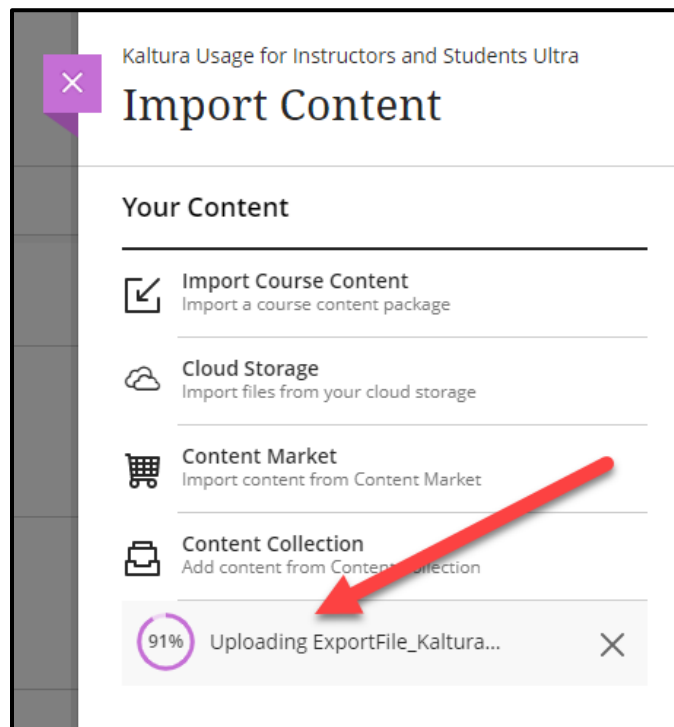 Kaltura Usage for Instructors and Students Ultra
Import Content
Your Content
Import Course Content
Import a course content package
Cloud Storage
Import files from your cloud storage
Content Market
Import content from Content Market
Content Collection
Add content from Content Collection
91% Uploading ExportFile_Kaltura...